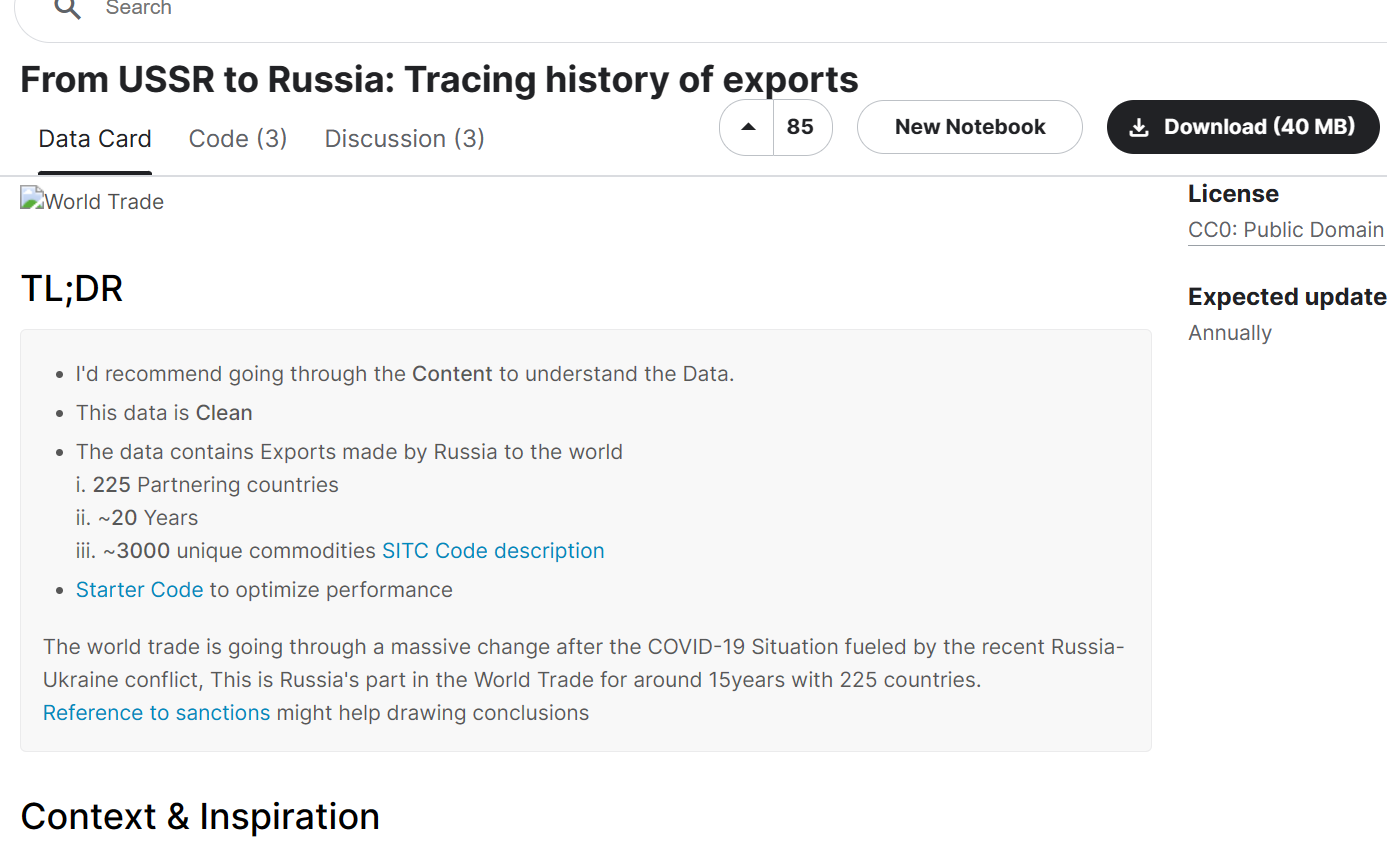 Search
From USSR to Russia: Tracing history of exports
Data Card
Code (3)
Discussion (3)
85
New Notebook
Download (40 MB)
World Trade
License
CC0: Public Domain
Expected update
Annually
TL;DR
I'd recommend going through the Content to understand the Data.
This data is Clean
The data contains Exports made by Russia to the world
i. 225 Partnering countries
ii. ~20 Years
iii. ~3000 unique commodities SITC Code description
Starter Code to optimize performance
The world trade is going through a massive change after the COVID-19 Situation fueled by the recent Russia-
Ukraine conflict, This is Russia's part in the World Trade for around 15years with 225 countries.
Reference to sanctions might help drawing conclusions
Context & Inspiration